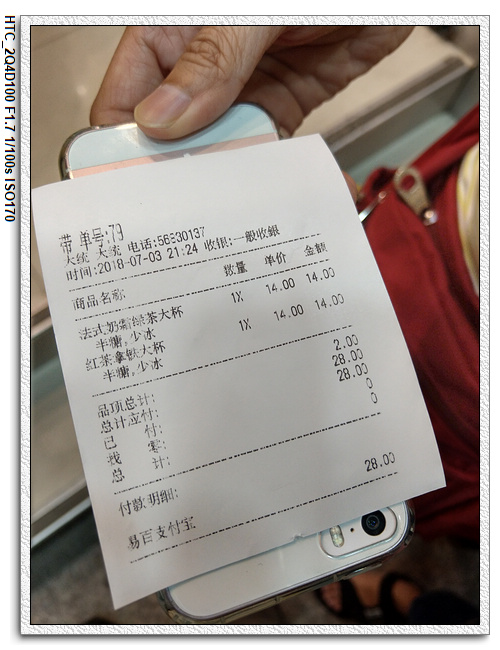 HTC_2Q4D100 F1.7 1/100s ISO170
带 单号:79
大统 大统 电话:56830137
时间:2018-07-03 21:24 收银:一般收銀
商品名称 数量 单价 金额
法式奶霜绿茶大杯 1X 14.00 14.00
半糖,少冰
红茶拿铁大杯 1X 14.00 14.00
半糖,少冰
品项总计: 2.00
总计应付: 28.00
已 付: 28.00
找 零: 0
总 计: 0
付款明细:
易百支付宝 28.00